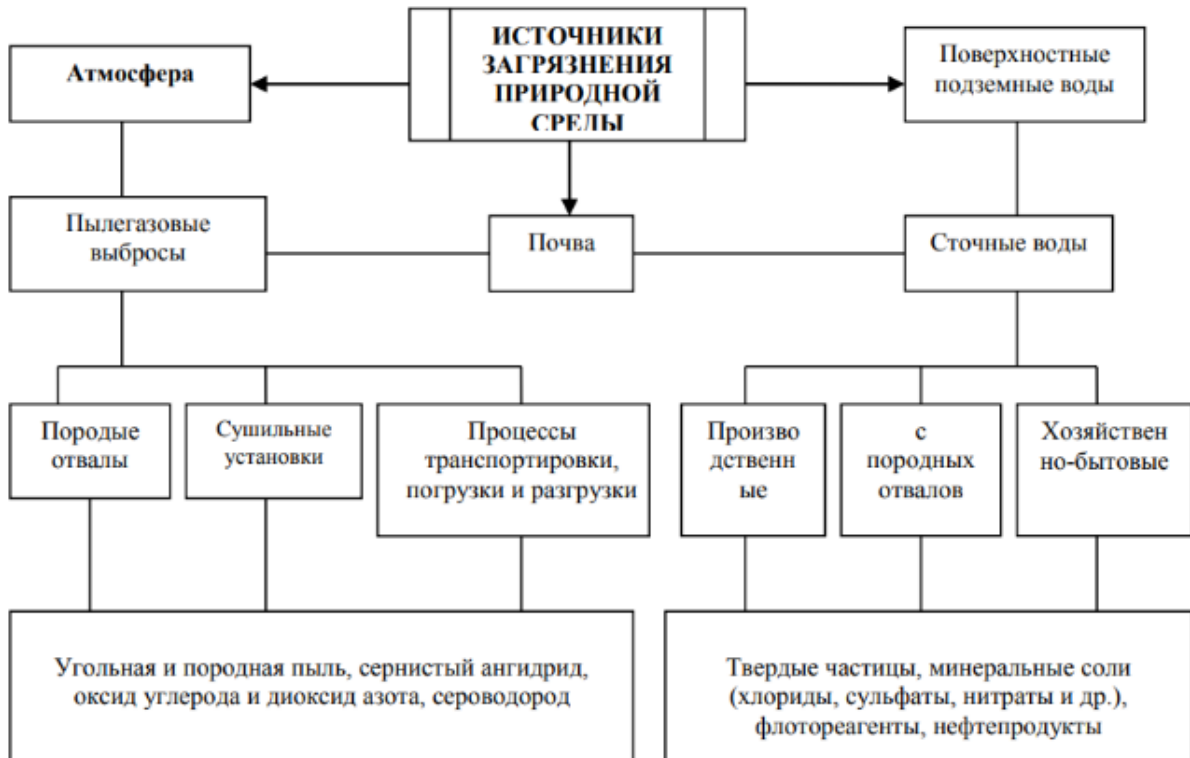 Атмосфера
ИСТОЧНИКИ
ЗАГРЯЗНЕНИЯ
ПРИРОДНОЙ
СРЕДЫ
Поверхностные
подземные воды
Пылегазовые
выбросы
Почва
Сточные воды
Породые
отвалы
Сушильные
установки
Процессы
транспортировки,
погрузки и разгрузки
Произво
дственн
ые
с
породных
отвалов
Хозяйствен
но-бытовые
Угольная и породная пыль, сернистый ангидрид,
оксид углерода и диоксид азота, сероводород
Твердые частицы, минеральные соли
(хлориды, сульфаты, нитраты и др.),
флотореагенты, нефтепродукты